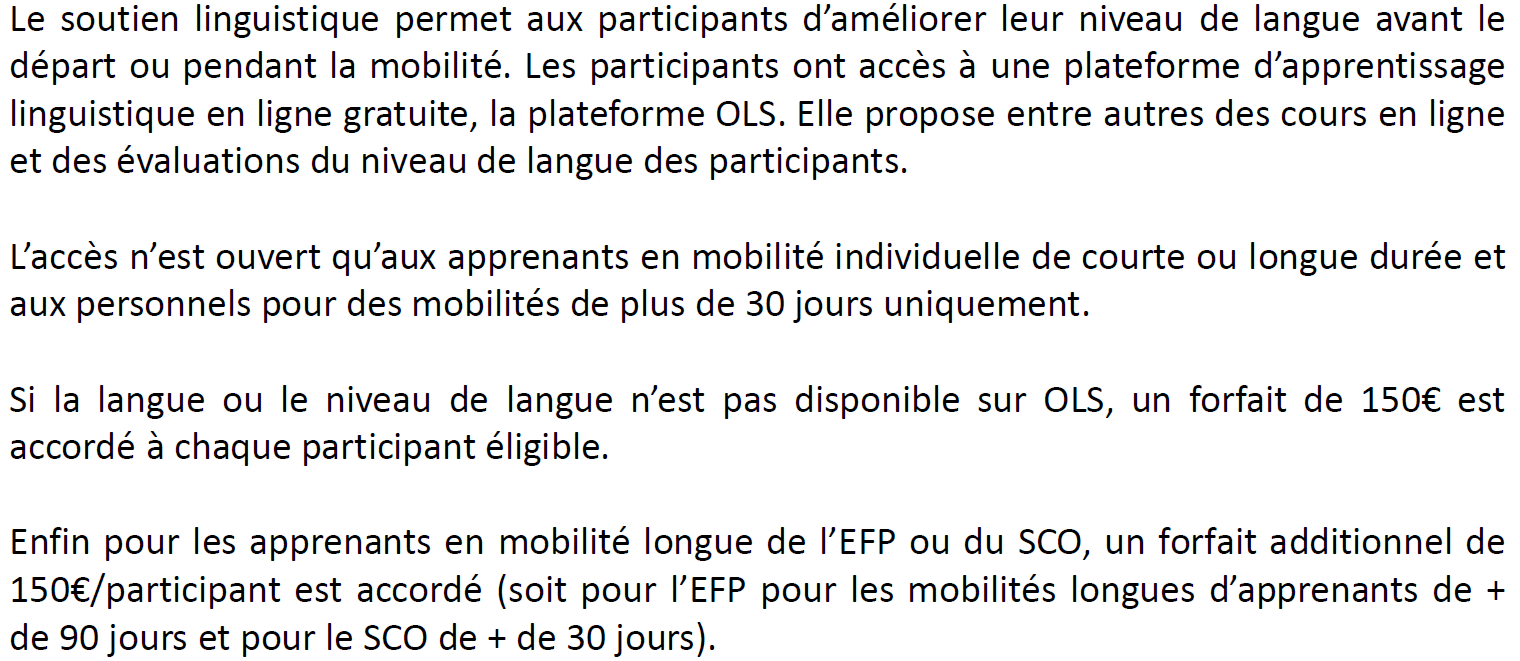 Le soutien linguistique permet aux participants d’améliorer leur niveau de langue avant le
départ ou pendant la mobilité. Les participants ont accès à une plateforme d’apprentissage
linguistique en ligne gratuite, la plateforme OLS. Elle propose entre autres des cours en ligne
et des évaluations du niveau de langue des participants.
L’accès n’est ouvert qu’aux apprenants en mobilité individuelle de courte ou longue durée et
aux personnels pour des mobilités de plus de 30 jours uniquement.
Si la langue ou le niveau de langue n’est pas disponible sur OLS, un forfait de 150€ est
accordé à chaque participant éligible.
Enfin pour les apprenants en mobilité longue de l’EFP ou du SCO, un forfait additionnel de
150€/participant est accordé (soit pour l’EFP pour les mobilités longues d’apprenants de +
de 90 jours et pour le SCO de + de 30 jours).